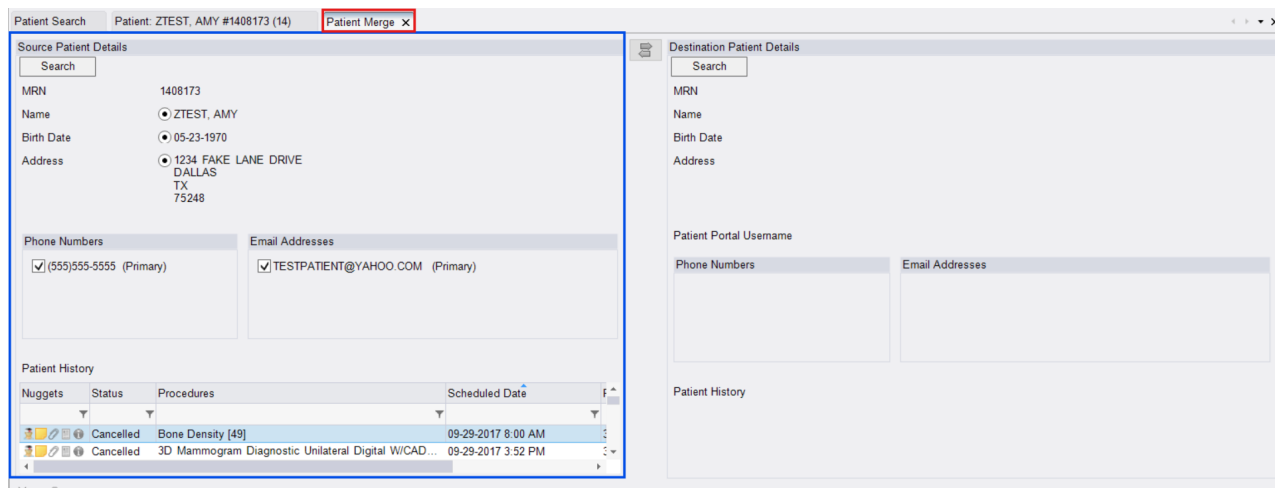 Patient Search Patient: ZTEST, AMY #1408173 (14) Patient Merge
Source Patient Details
Search
MRN 1408173
Name ZTEST, AMY
Birth Date 05-23-1970
Address 1234 FAKE LANE DRIVE
DALLAS
TX
75248
Phone Numbers Email Addresses
(555)555-5555 (Primary) TESTPATIENT@YAHOO.COM (Primary)
Patient History
Nuggets Status Procedures Scheduled Date
Cancelled Bone Density [49] 09-29-2017 8:00 AM
Cancelled 3D Mammogram Diagnostic Unilateral Digital W/CAD... 09-29-2017 3:52 PM
Destination Patient Details
Search
MRN
Name
Birth Date
Address
Patient Portal Username
Phone Numbers Email Addresses
Patient History